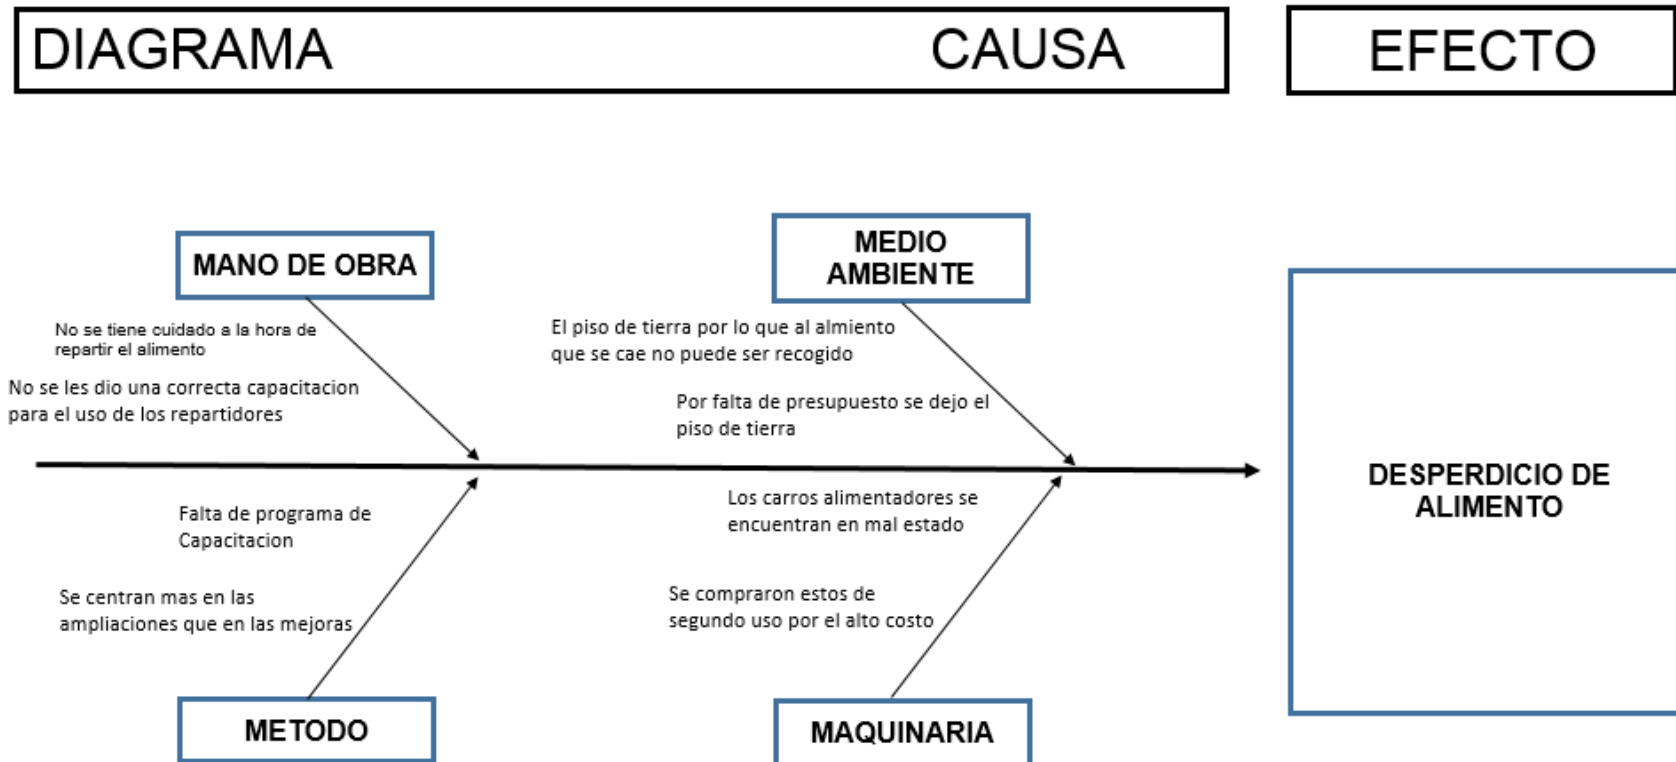 DIAGRAMA CAUSA EFECTO
MANO DE OBRA
No se tiene cuidado a la hora de
repartir el alimento
No se les dio una correcta capacitacion
para el uso de los repartidores
MEDIO
AMBIENTE
El piso de tierra por lo que al almiento
que se cae no puede ser recogido
Por falta de presupuesto se dejo el
piso de tierra
Falta de programa de
Capacitacion
Se centran mas en las
ampliaciones que en las mejoras
METODO
Los carros alimentadores se
encuentran en mal estado
Se compraron estos de
segundo uso por el alto costo
MAQUINARIA
DESPERDICIO DE
ALIMENTO